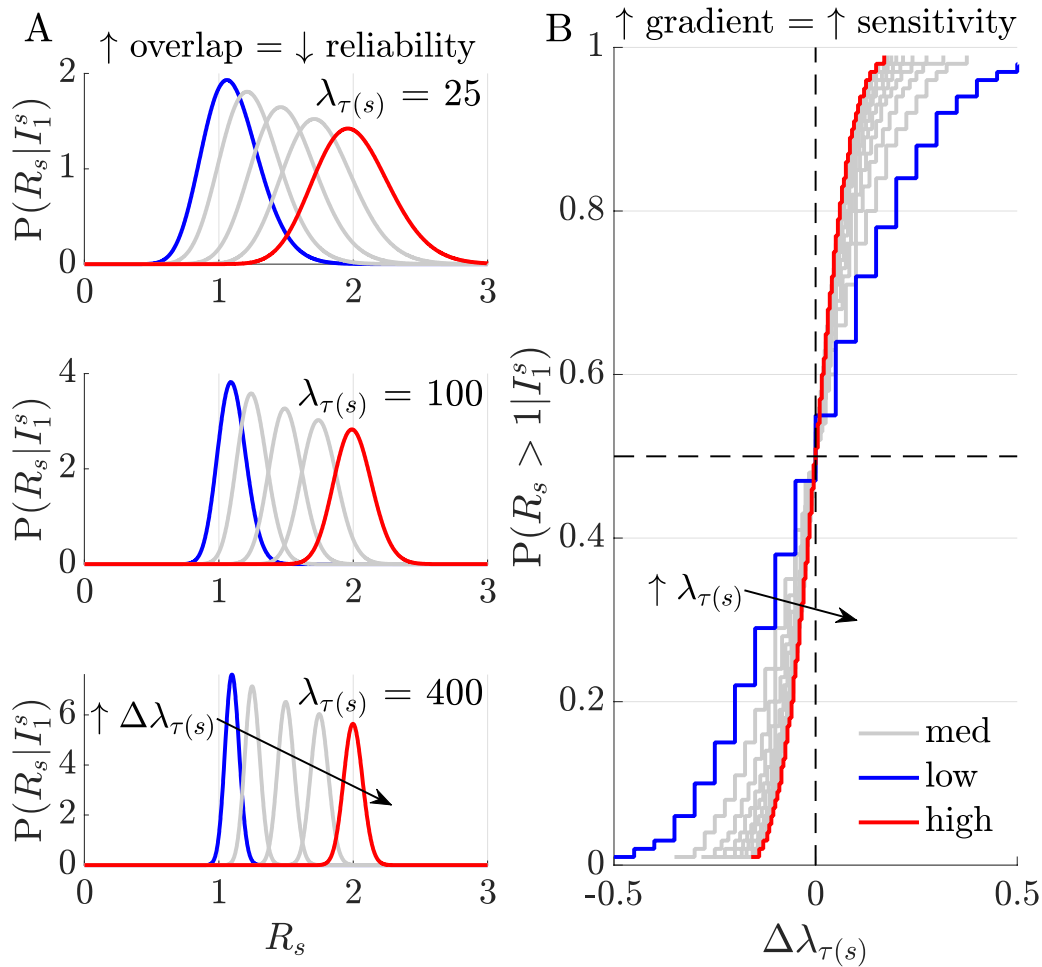 A
↑ overlap = ↓ reliability
λ_τ(s) = 25
P(R_s|I_1^s)
2
1
0
0 1 2 3
λ_τ(s) = 100
P(R_s|I_1^s)
4
2
0
0 1 2 3
λ_τ(s) = 400
↑ Δλ_τ(s)
P(R_s|I_1^s)
6
4
2
0
0 1 2 3
R_s
B
↑ gradient = ↑ sensitivity
P(R_s > 1|I_1^s)
1
0.8
0.6
0.4
0.2
0
↑ λ_τ(s)
med
low
high
-0.5 0 0.5
Δλ_τ(s)